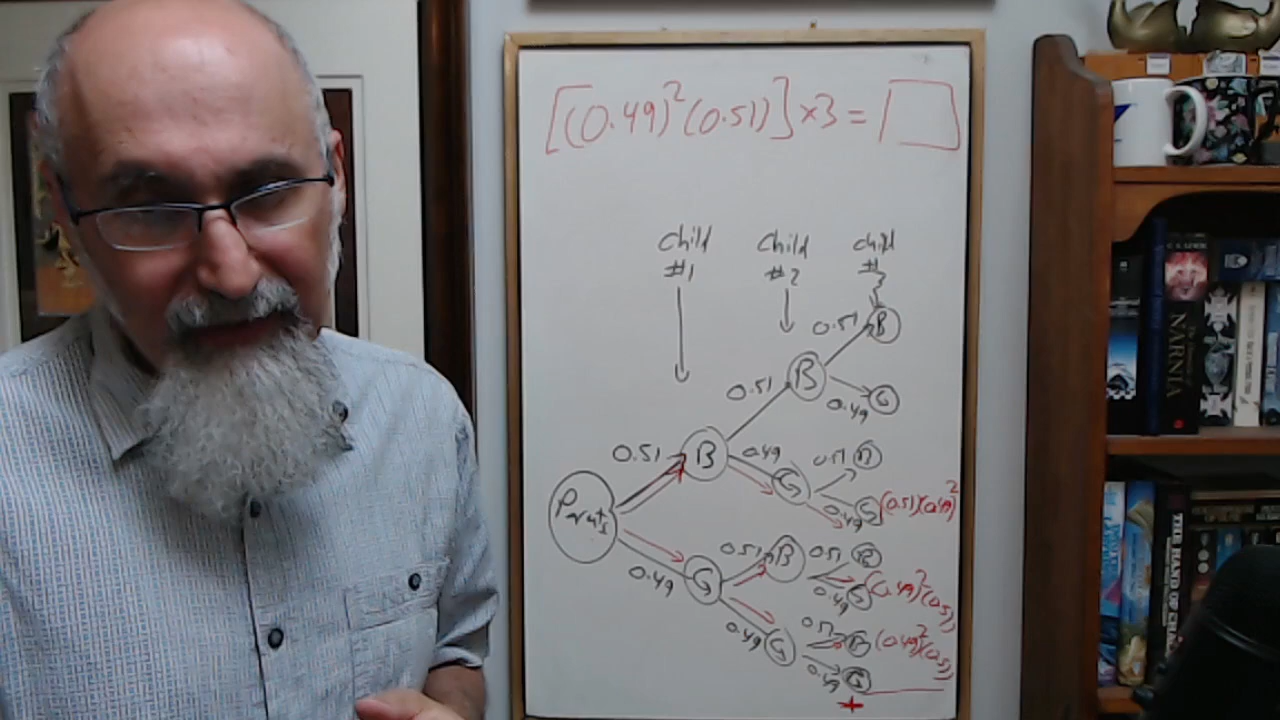 [(0.49)²(0.51)] × 3 =
Child #1
Child #2
Child #3
0.51 B
0.51 B
0.49 G
0.51 B
0.49
0.51 B
G
0.49 G (0.51)(0.49)²
Parents
0.51 B
0.51 B
0.49 G (0.49)²(0.51)
0.49 G
0.51 B (0.49)²(0.51)
0.49 G
0.49 G
+
NARNIA
THE HAND OF